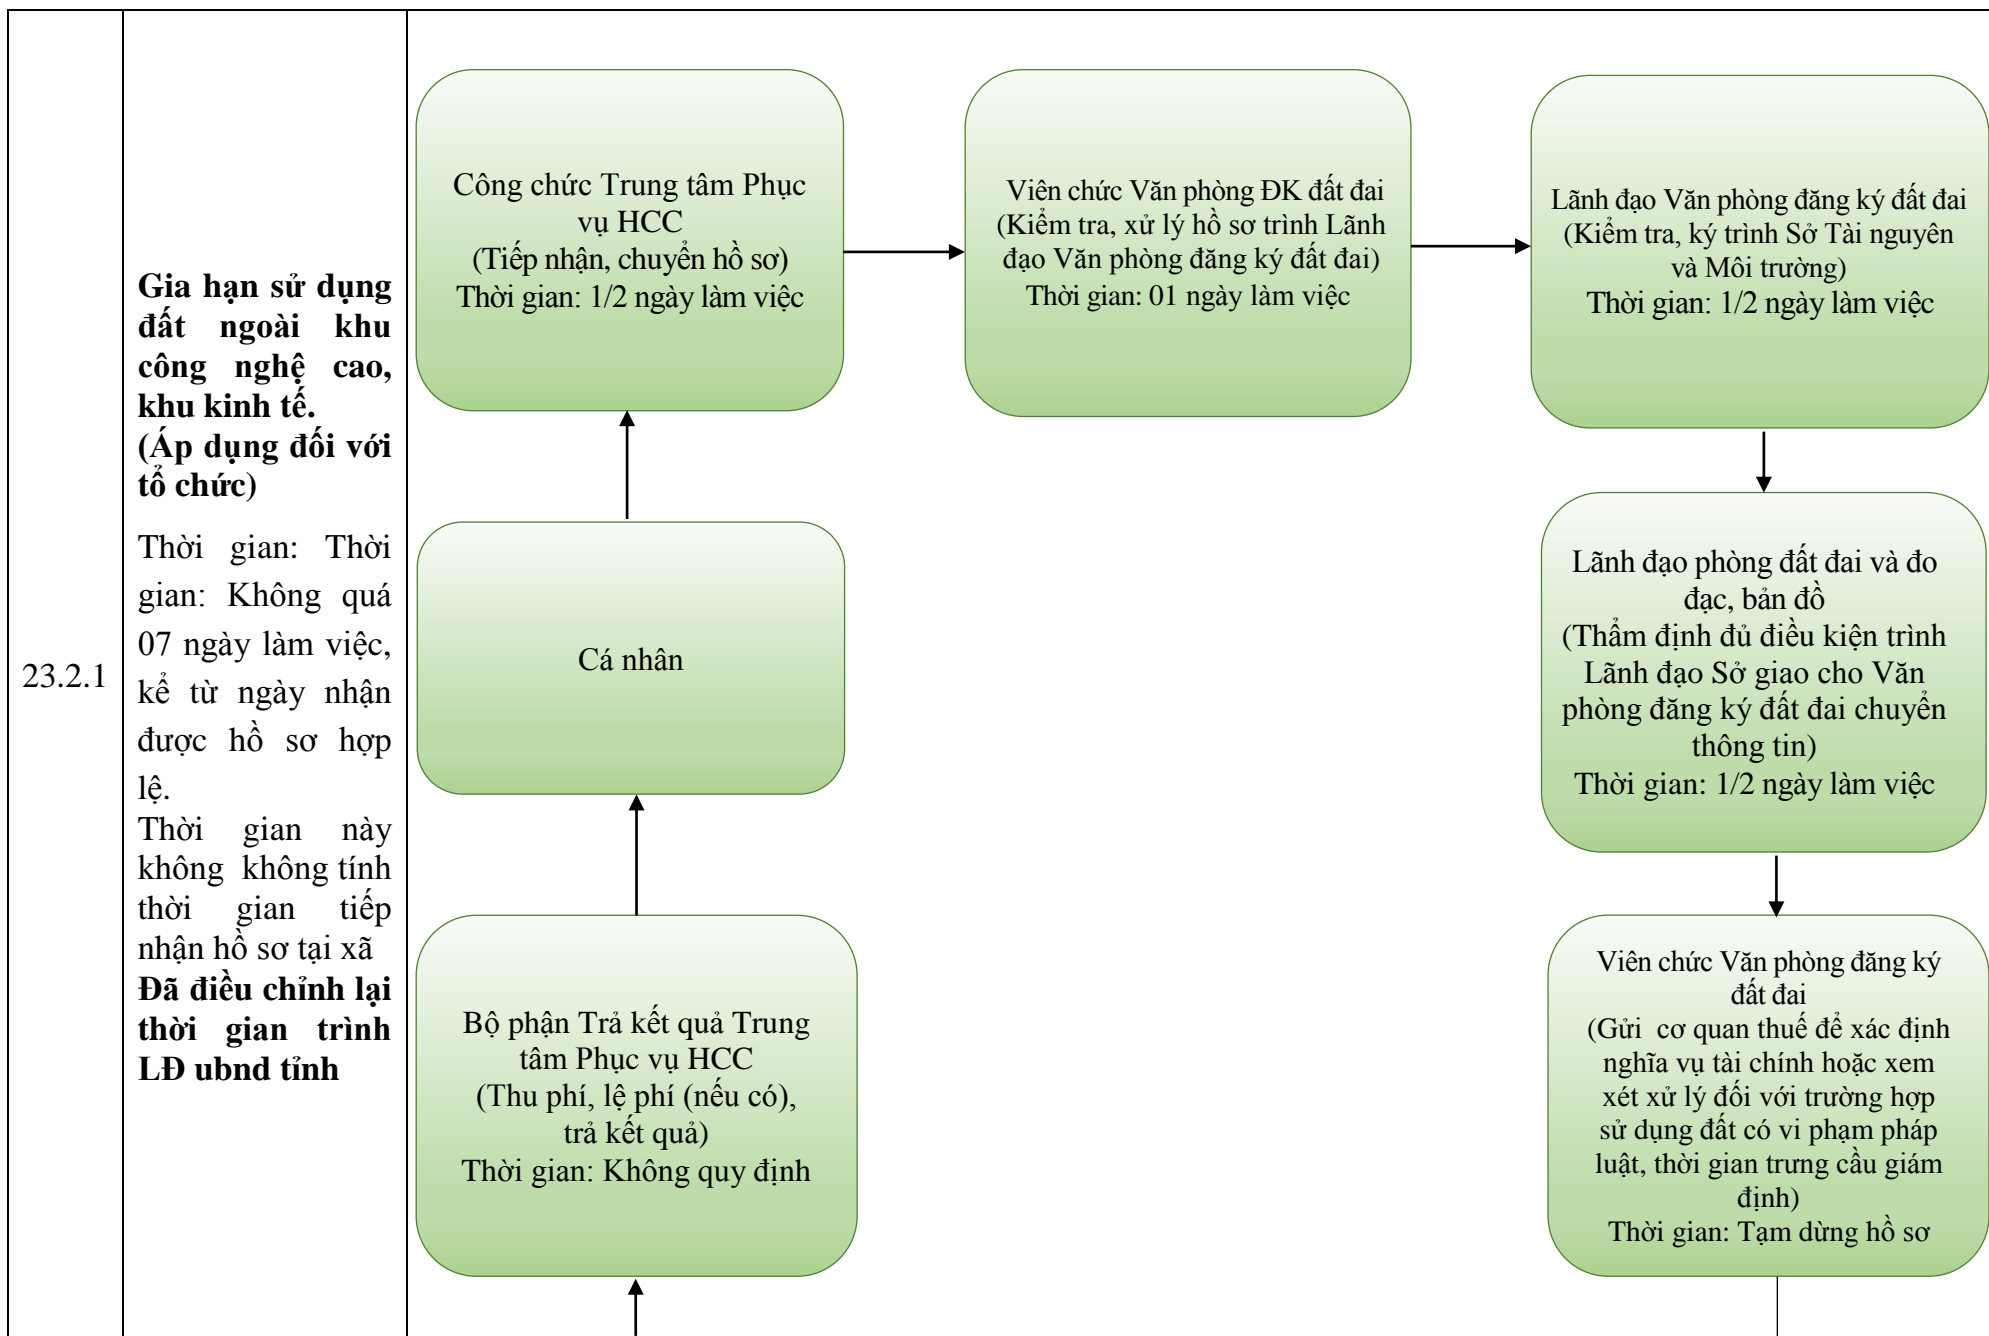 23.2.1
Gia hạn sử dụng
đất ngoài khu
công nghệ cao,
khu kinh tế.
(Áp dụng đối với
tổ chức)
Thời gian: Thời
gian: Không quá
07 ngày làm việc,
kể từ ngày nhận
được hồ sơ hợp
lệ.
Thời gian này
không không tính
thời gian tiếp
nhận hồ sơ tại xã
Đã điều chỉnh lại
thời gian trình
LĐ ubnd tỉnh
Công chức Trung tâm Phục
vụ HCC
(Tiếp nhận, chuyển hồ sơ)
Thời gian: 1/2 ngày làm việc
Viên chức Văn phòng ĐK đất đai
(Kiểm tra, xử lý hồ sơ trình Lãnh
đạo Văn phòng đăng ký đất đai)
Thời gian: 01 ngày làm việc
Lãnh đạo Văn phòng đăng ký đất đai
(Kiểm tra, ký trình Sở Tài nguyên
và Môi trường)
Thời gian: 1/2 ngày làm việc
Lãnh đạo phòng đất đai và đo
đạc, bản đồ
(Thẩm định đủ điều kiện trình
Lãnh đạo Sở giao cho Văn
phòng đăng ký đất đai chuyển
thông tin)
Thời gian: 1/2 ngày làm việc
Cá nhân
Viên chức Văn phòng đăng ký
đất đai
(Gửi cơ quan thuế để xác định
nghĩa vụ tài chính hoặc xem
xét xử lý đối với trường hợp
sử dụng đất có vi phạm pháp
luật, thời gian trưng cầu giám
định)
Thời gian: Tạm dừng hồ sơ
Bộ phận Trả kết quả Trung
tâm Phục vụ HCC
(Thu phí, lệ phí (nếu có),
trả kết quả)
Thời gian: Không quy định